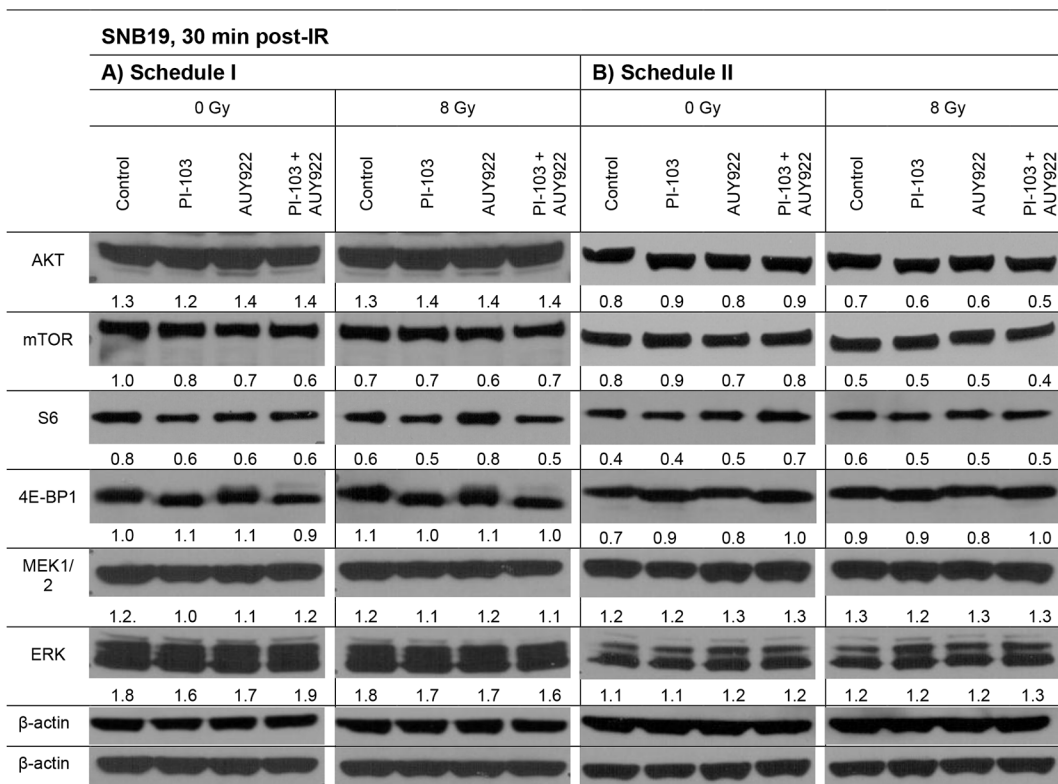 SNB19, 30 min post-IR
A) Schedule I B) Schedule II
0 Gy 8 Gy 0 Gy 8 Gy
Control PI-103 AUY922 PI-103 + AUY922 Control PI-103 AUY922 PI-103 + AUY922 Control PI-103 AUY922 PI-103 + AUY922 Control PI-103 AUY922 PI-103 + AUY922
AKT
1.3 1.2 1.4 1.4 1.3 1.4 1.4 1.4 0.8 0.9 0.8 0.9 0.7 0.6 0.6 0.5
mTOR
1.0 0.8 0.7 0.6 0.7 0.7 0.6 0.7 0.8 0.9 0.7 0.8 0.5 0.5 0.5 0.4
S6
0.8 0.6 0.6 0.6 0.6 0.5 0.8 0.5 0.4 0.4 0.5 0.7 0.6 0.5 0.5 0.5
4E-BP1
1.0 1.1 1.1 0.9 1.1 1.0 1.1 1.0 0.7 0.9 0.8 1.0 0.9 0.9 0.8 1.0
MEK1/
2
1.2. 1.0 1.1 1.2 1.2 1.1 1.2 1.1 1.2 1.2 1.3 1.3 1.3 1.2 1.3 1.3
ERK
1.8 1.6 1.7 1.9 1.8 1.7 1.7 1.6 1.1 1.1 1.2 1.2 1.2 1.2 1.2 1.3
β-actin
β-actin